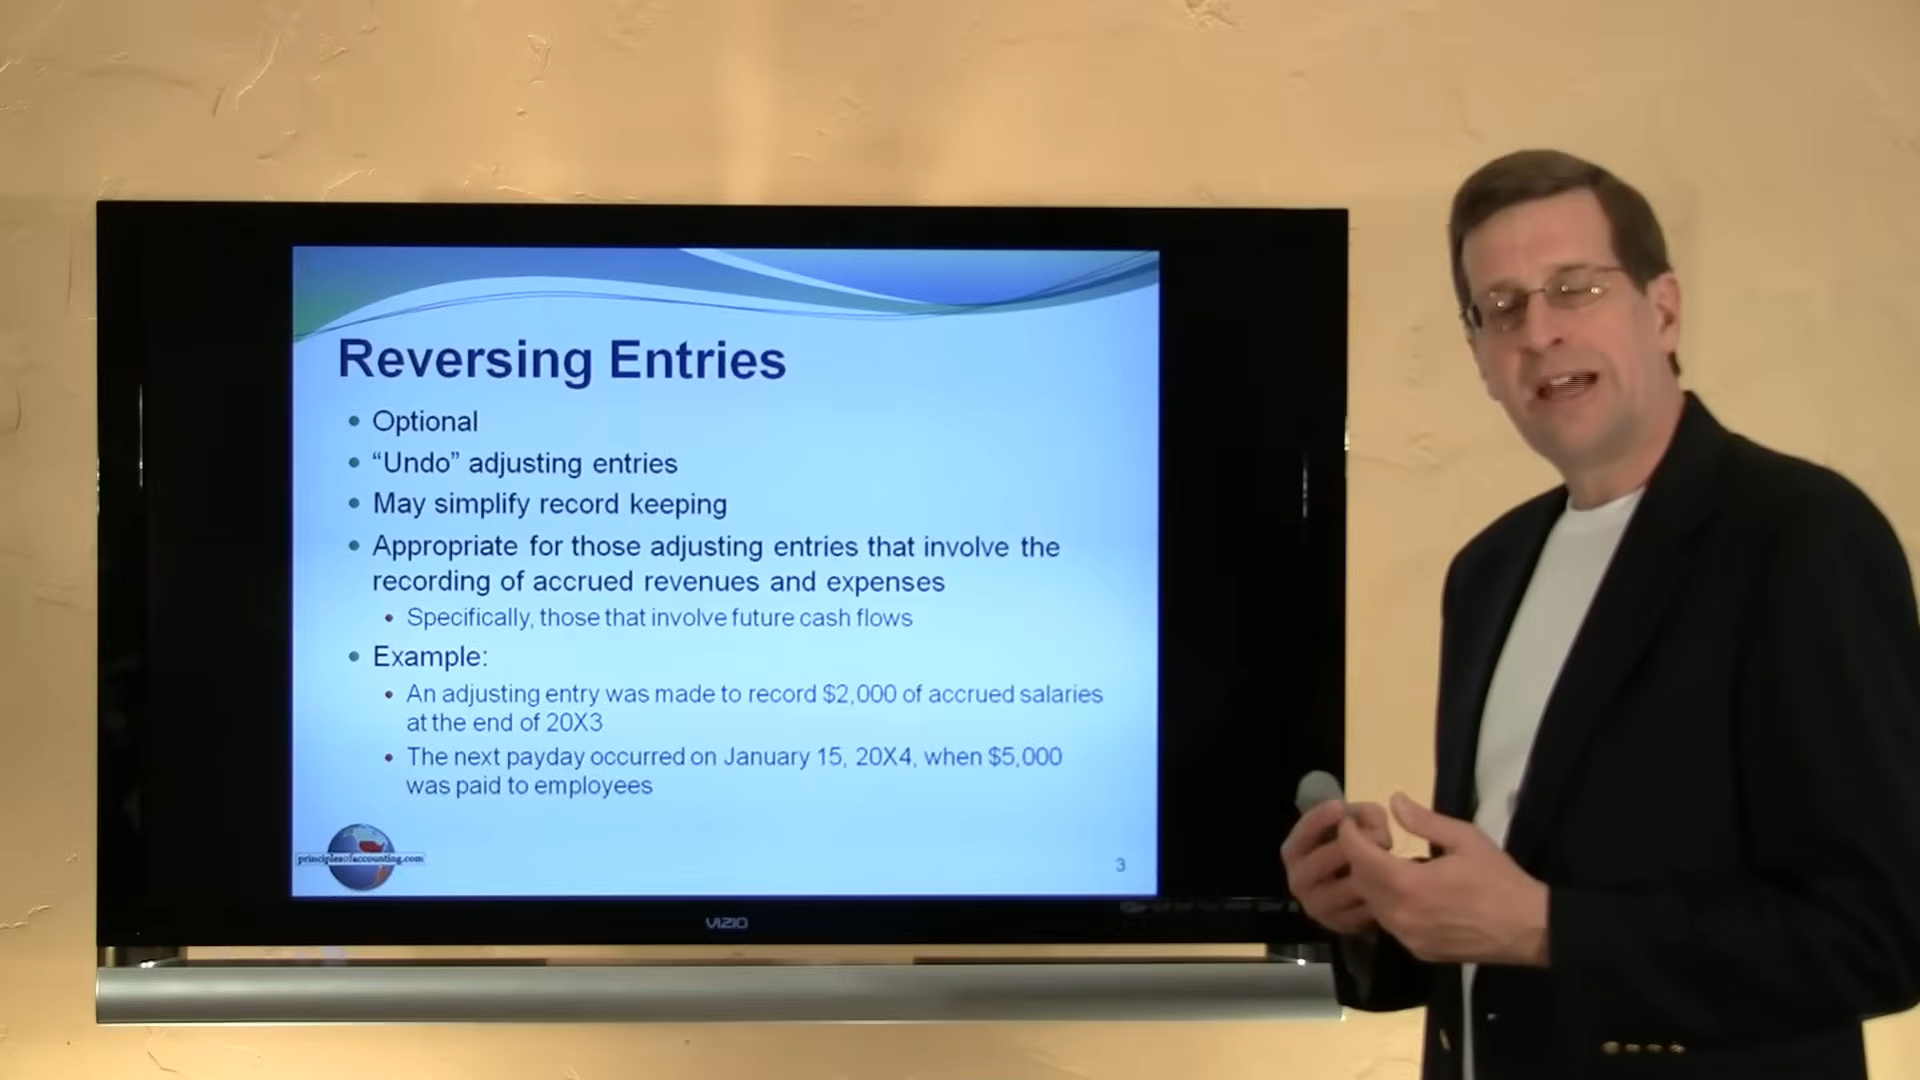 Reversing Entries
• Optional
• “Undo” adjusting entries
• May simplify record keeping
• Appropriate for those adjusting entries that involve the
recording of accrued revenues and expenses
• Specifically, those that involve future cash flows
• Example:
• An adjusting entry was made to record $2,000 of accrued salaries
at the end of 20X3
• The next payday occurred on January 15, 20X4, when $5,000
was paid to employees
principlesofaccounting.com
3
VIZIO